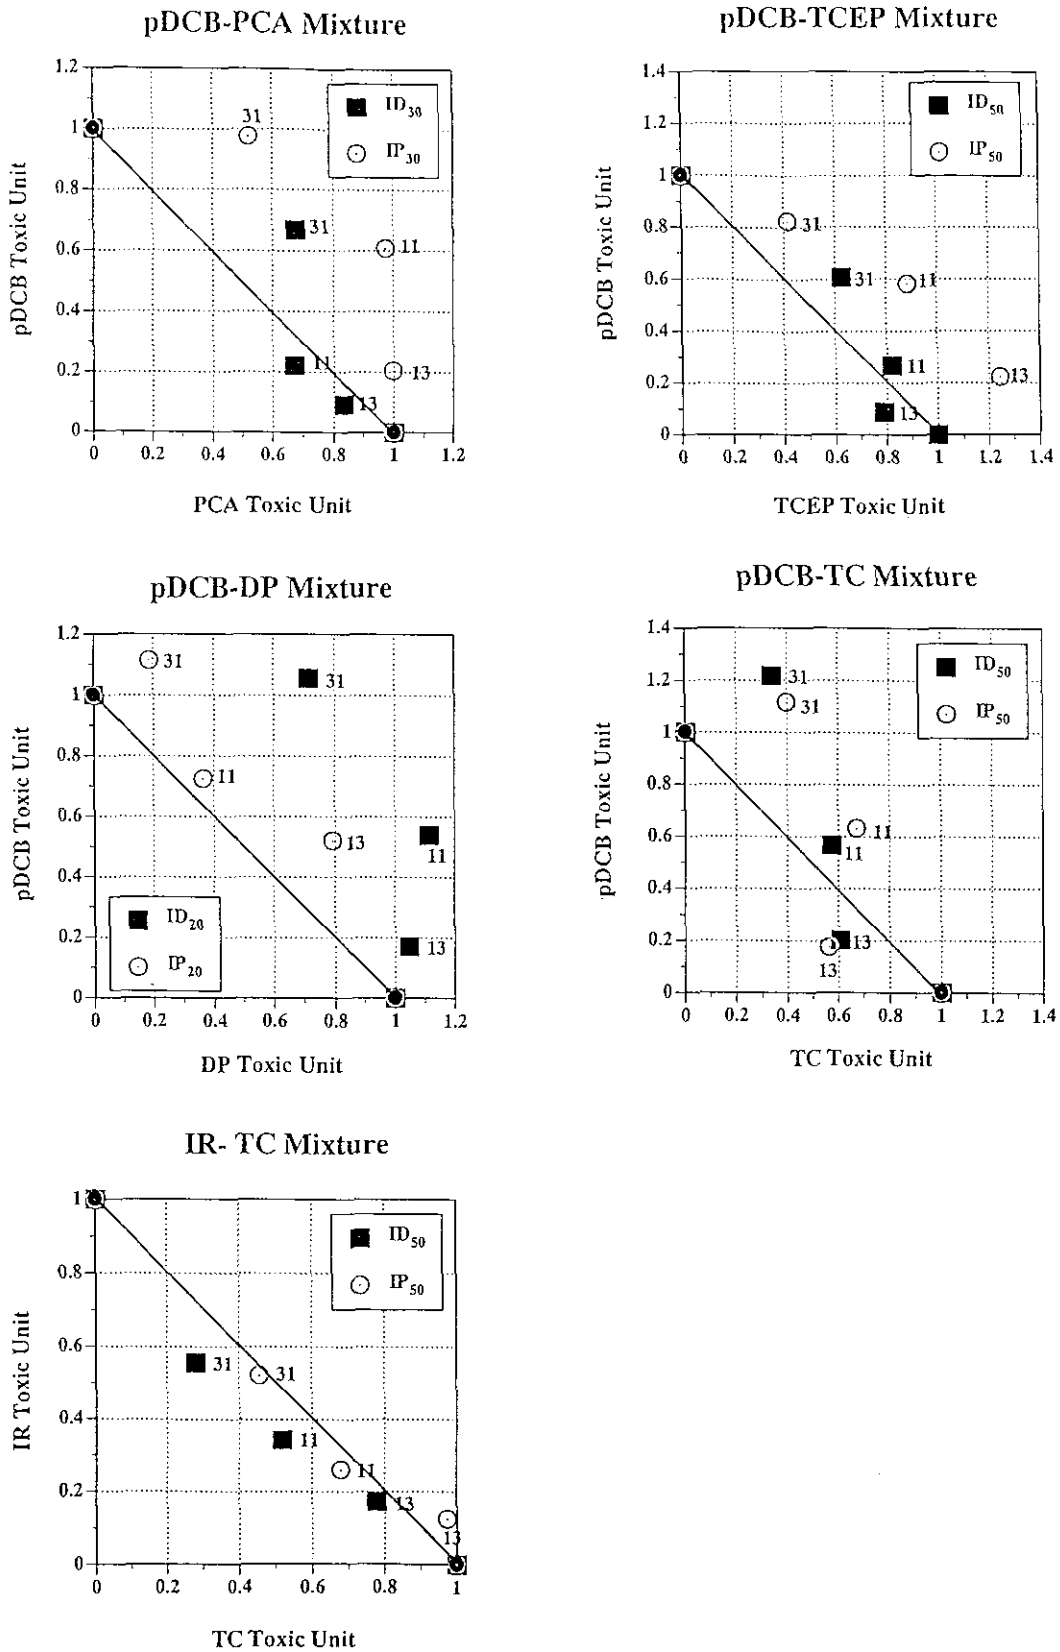 pDCB-PCA Mixture
1.2
1
0.8
0.6
0.4
0.2
0
pDCB Toxic Unit
ID30
IP30
31
31
11
11
13
13
0 0.2 0.4 0.6 0.8 1 1.2
PCA Toxic Unit
pDCB-TCEP Mixture
1.4
1.2
1
0.8
0.6
0.4
0.2
0
pDCB Toxic Unit
ID50
IP50
31
31
11
11
13
13
0 0.2 0.4 0.6 0.8 1 1.2 1.4
TCEP Toxic Unit
pDCB-DP Mixture
1.2
1
0.8
0.6
0.4
0.2
0
pDCB Toxic Unit
31
31
11
13
11
13
ID20
IP20
0 0.2 0.4 0.6 0.8 1 1.2
DP Toxic Unit
pDCB-TC Mixture
1.4
1.2
1
0.8
0.6
0.4
0.2
0
pDCB Toxic Unit
ID50
IP50
31
31
11
11
13
13
0 0.2 0.4 0.6 0.8 1 1.2 1.4
TC Toxic Unit
IR- TC Mixture
1
0.8
0.6
0.4
0.2
0
IR Toxic Unit
ID50
IP50
31
31
11
11
13
13
0 0.2 0.4 0.6 0.8 1
TC Toxic Unit